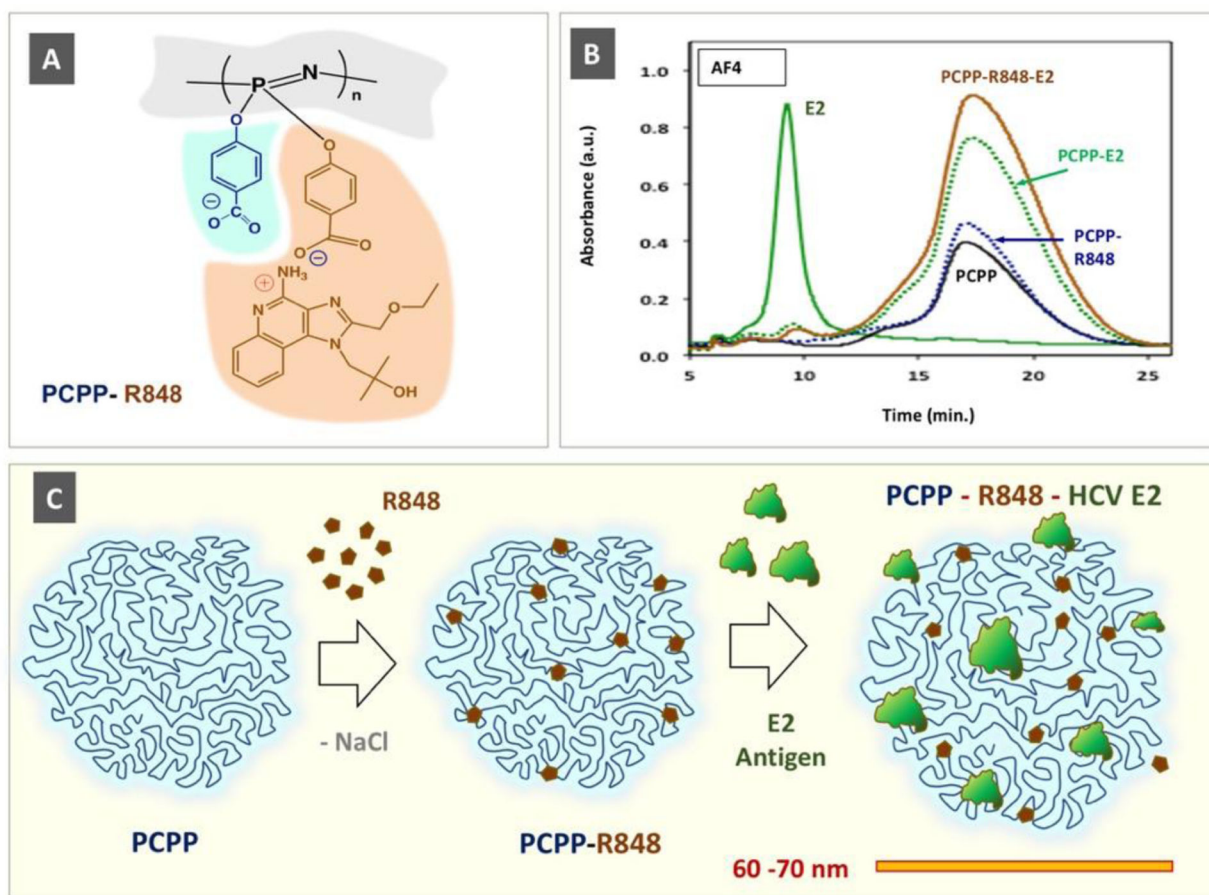 A
P
N
n
O
O
C
O
O
C
O
O
NH3
N
N
N
O
OH
PCPP- R848
B
AF4
1.0
0.8
0.6
0.4
0.2
0.0
5
10
15
20
25
Absorbance (a.u.)
Time (min.)
E2
PCPP-R848-E2
PCPP-E2
PCPP-
R848
PCPP
C
R848
PCPP - R848 - HCV E2
- NaCl
E2
Antigen
PCPP
PCPP-R848
60 -70 nm